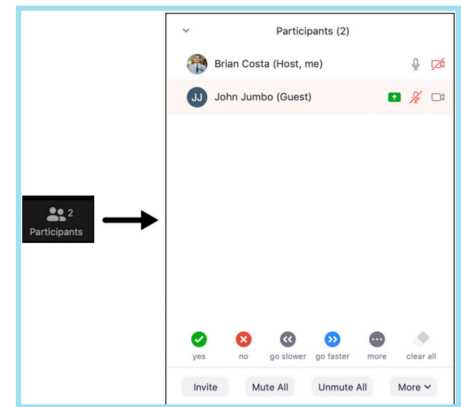 Participants (2)
Brian Costa (Host, me)
JJ John Jumbo (Guest)
2
Participants
yes no go slower go faster more clear all
Invite Mute All Unmute All More